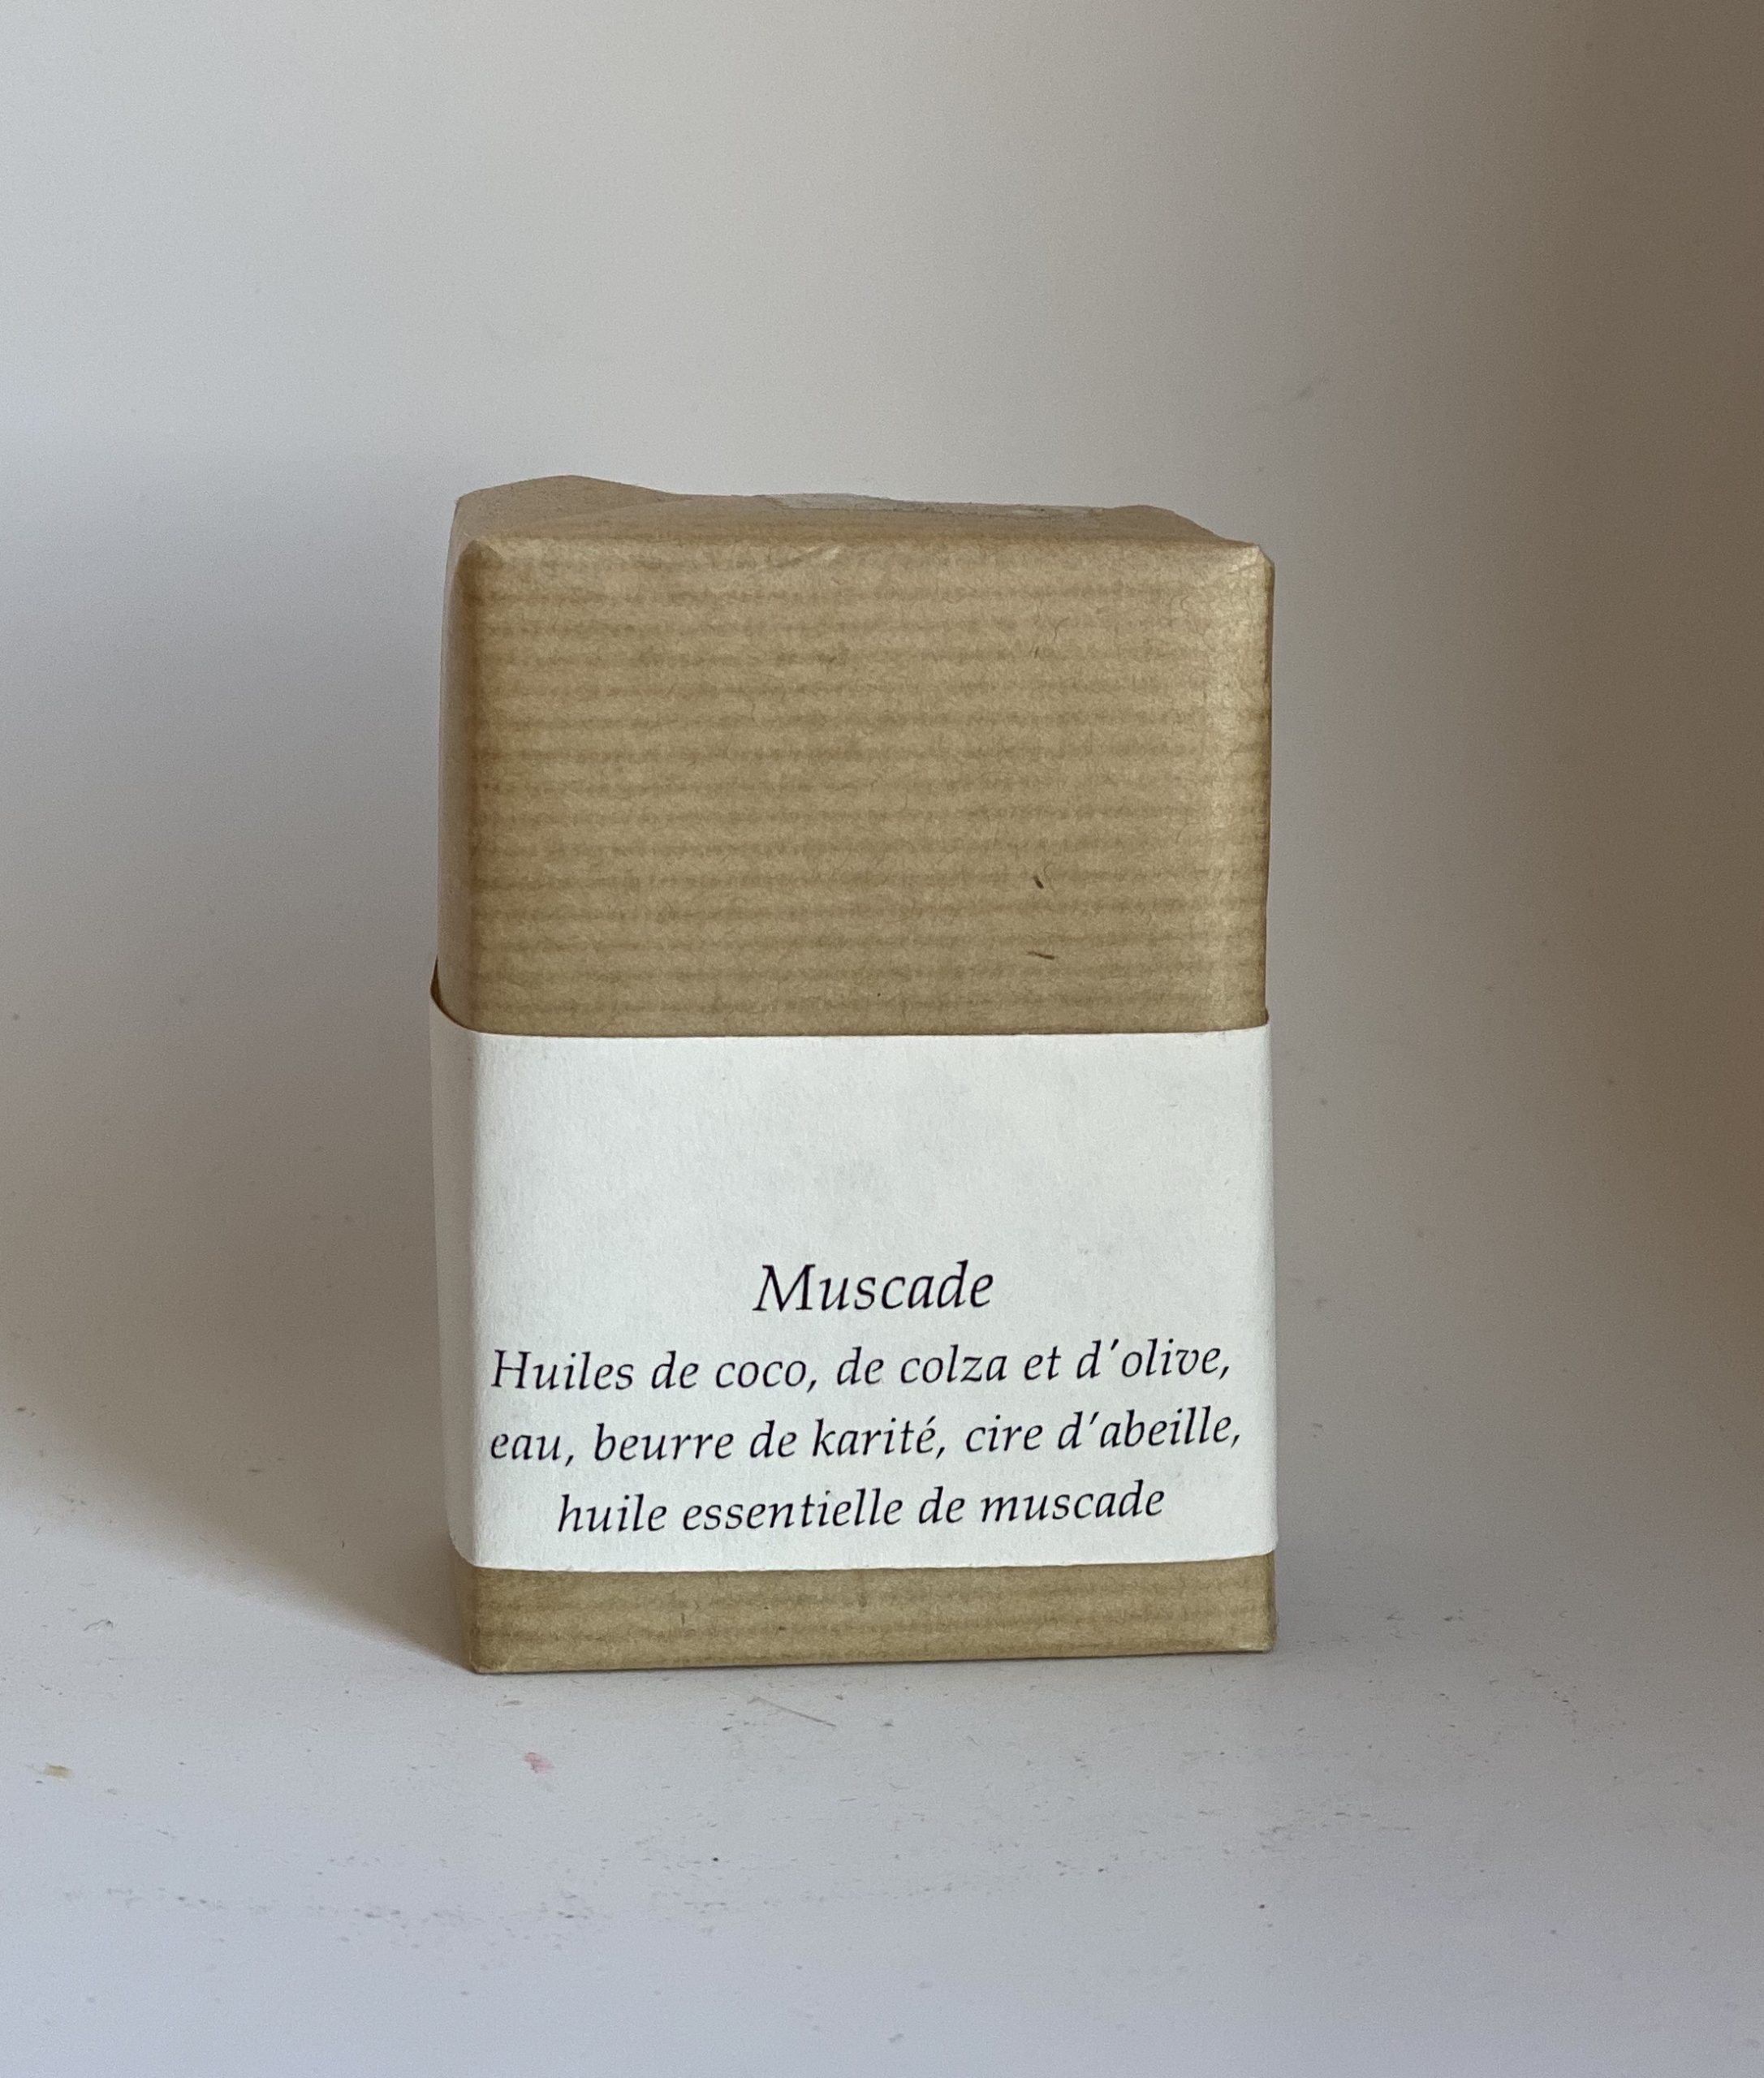 Muscade
Huiles de coco, de colza et d'olive,
eau, beurre de karité, cire d'abeille,
huile essentielle de muscade